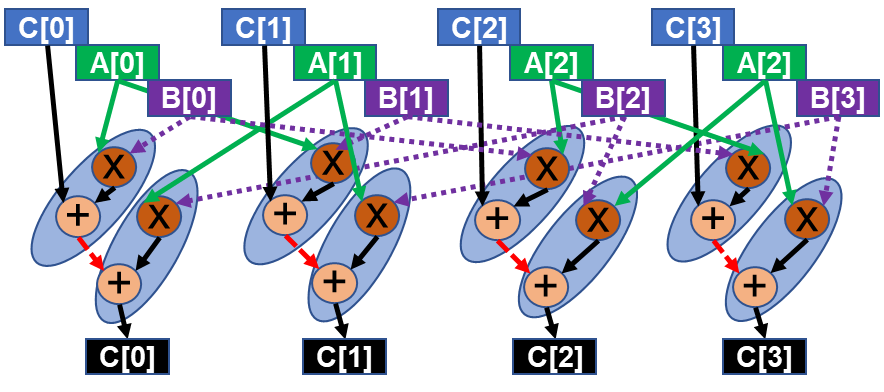 C[0] C[1] C[2] C[3]
A[0] A[1] A[2] A[2]
B[0] B[1] B[2] B[3]
X X X X
+ X + X + X + X
+ + + +
C[0] C[1] C[2] C[3]